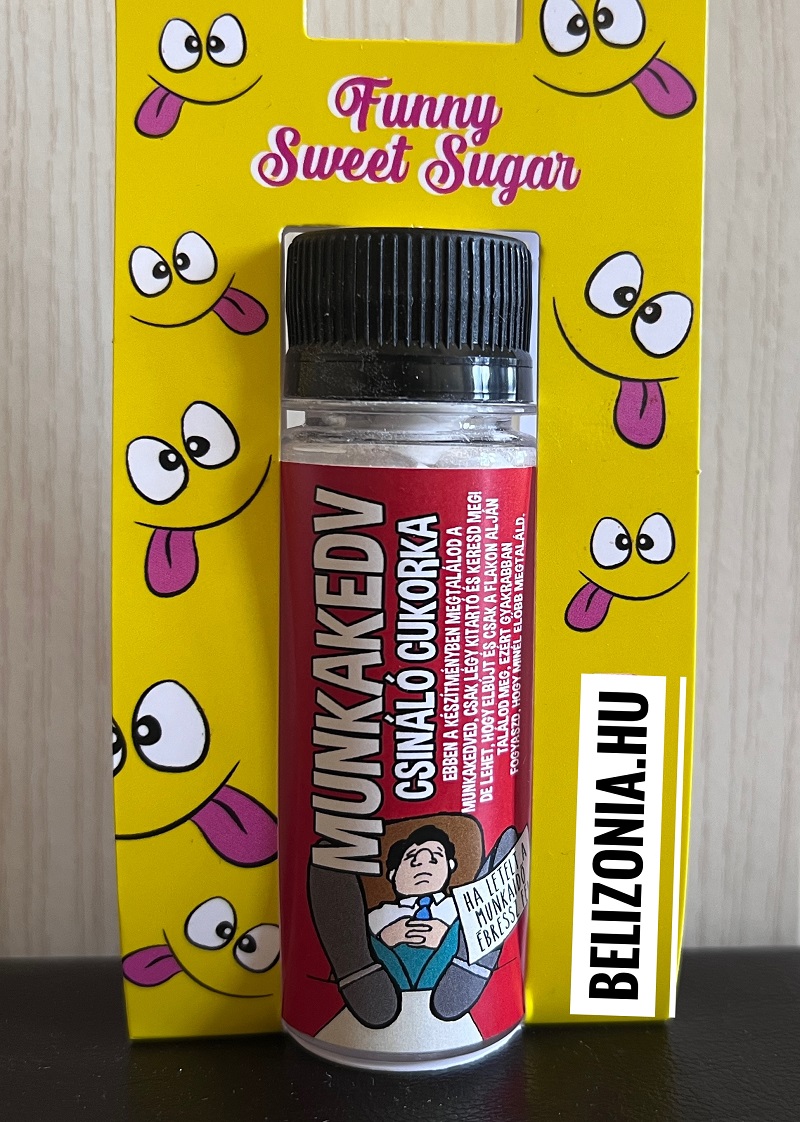 Funny
Sweet Sugar
MUNKAKEDV
CSINÁLÓ CUKORKA
EBBEN A KÉSZÍTMÉNYBEN MEGTALÁLOD A
MUNKAKEDVED, CSAK LÉGY KITARTÓ ÉS KERESD MEG!
DE LEHET, HOGY ELBÚJT ÉS CSAK A FLAKON ALJÁN
TALÁLOD MEG, EZÉRT GYAKRABBAN
FOGYASZD, HOGY MINÉL ELŐBB MEGTALÁLD.
HA LETELT A
MUNKAIDŐ
ÉBRESSZ
BELIZONIA.HU